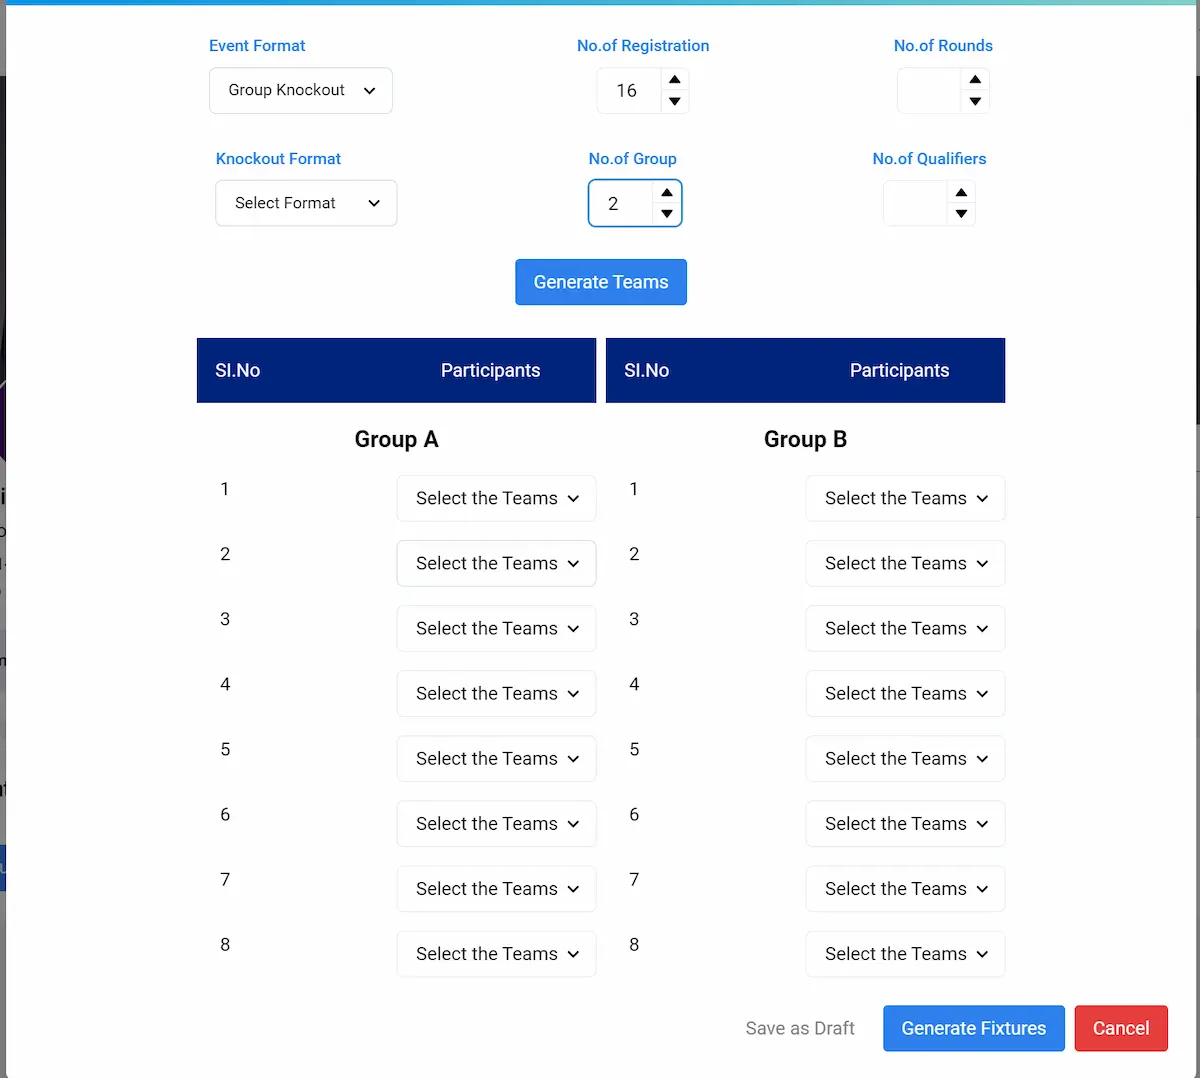 Event Format No.of Registration No.of Rounds
Group Knockout 16
Knockout Format No.of Group No.of Qualifiers
Select Format 2
Generate Teams
SI.No Participants SI.No Participants
Group A Group B
1 Select the Teams 1 Select the Teams
2 Select the Teams 2 Select the Teams
3 Select the Teams 3 Select the Teams
4 Select the Teams 4 Select the Teams
5 Select the Teams 5 Select the Teams
6 Select the Teams 6 Select the Teams
7 Select the Teams 7 Select the Teams
8 Select the Teams 8 Select the Teams
Save as Draft Generate Fixtures Cancel